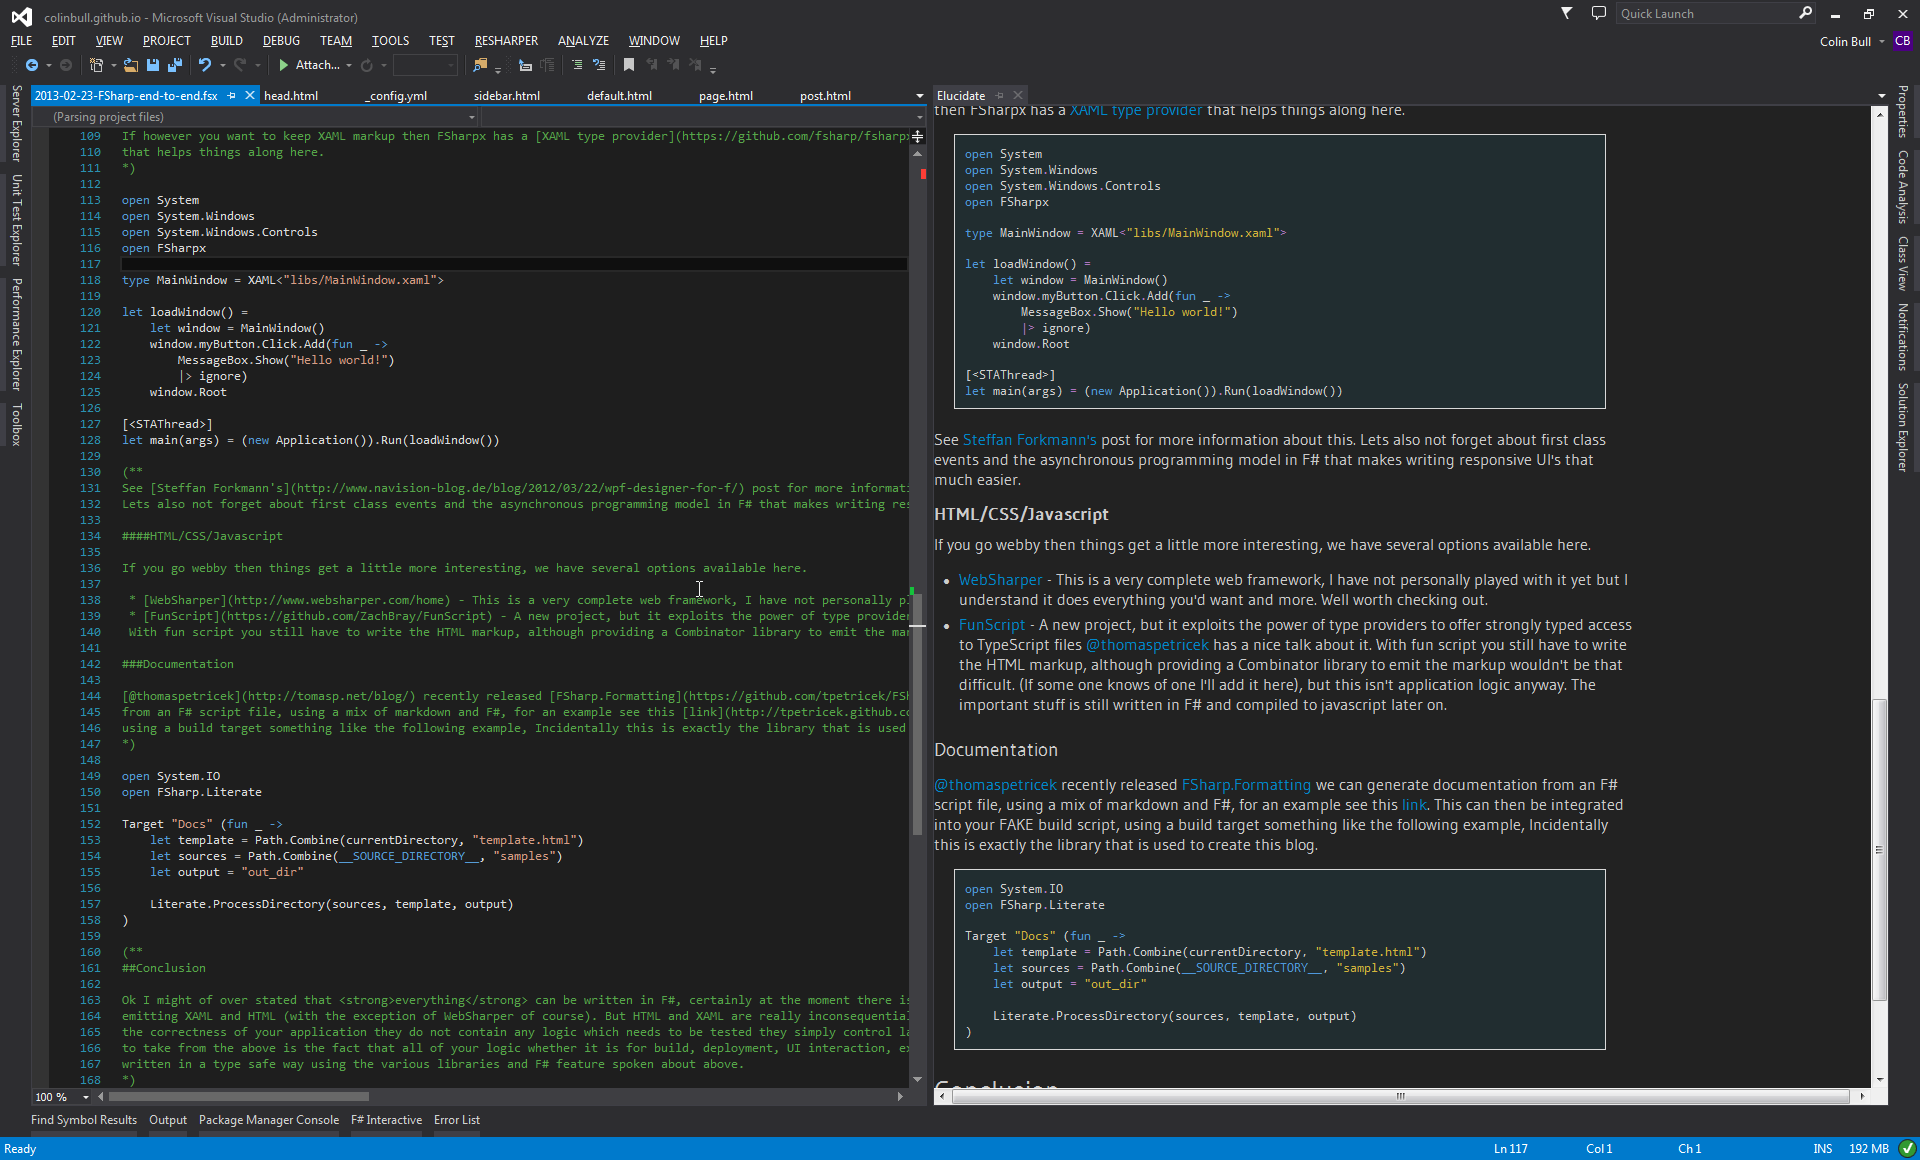 colinbull.github.io - Microsoft Visual Studio (Administrator)
Quick Launch
FILE EDIT VIEW PROJECT BUILD DEBUG TEAM TOOLS TEST RESHARPER ANALYZE WINDOW HELP
Colin Bull CB
Attach...
2013-02-23-FSharp-end-to-end.fsx head.html _config.yml sidebar.html default.html page.html post.html
(Parsing project files)
Server Explorer
Unit Test Explorer
Performance Explorer
Toolbox
109 If however you want to keep XAML markup then FSharpx has a [XAML type provider](https://github.com/fsharp/fsharpx
110 that helps things along here.
111 *)
112
113 open System
114 open System.Windows
115 open System.Windows.Controls
116 open FSharpx
117
118 type MainWindow = XAML<"libs/MainWindow.xaml">
119
120 let loadWindow() =
121     let window = MainWindow()
122     window.myButton.Click.Add(fun _ ->
123         MessageBox.Show("Hello world!")
124         |> ignore)
125     window.Root
126
127 [<STAThread>]
128 let main(args) = (new Application()).Run(loadWindow())
129
130 (**
131 See [Steffan Forkmann's](http://www.navision-blog.de/blog/2012/03/22/wpf-designer-for-f/) post for more informati
132 Lets also not forget about first class events and the asynchronous programming model in F# that makes writing res
133
134 ####HTML/CSS/Javascript
135
136 If you go webby then things get a little more interesting, we have several options available here.
137
138  * [WebSharper](http://www.websharper.com/home) - This is a very complete web framework, I have not personally pl
139  * [FunScript](https://github.com/ZachBray/FunScript) - A new project, but it exploits the power of type provider
140  With fun script you still have to write the HTML markup, although providing a Combinator library to emit the mar
141
142 ###Documentation
143
144 [@thomaspetricek](http://tomasp.net/blog/) recently released [FSharp.Formatting](https://github.com/tpetricek/FSh
145 from an F# script file, using a mix of markdown and F#, for an example see this [link](http://tpetricek.github.co
146 using a build target something like the following example, Incidentally this is exactly the library that is used
147 *)
148
149 open System.IO
150 open FSharp.Literate
151
152 Target "Docs" (fun _ ->
153     let template = Path.Combine(currentDirectory, "template.html")
154     let sources = Path.Combine(__SOURCE_DIRECTORY__, "samples")
155     let output = "out_dir"
156
157     Literate.ProcessDirectory(sources, template, output)
158 )
159
160 (**
161 ##Conclusion
162
163 Ok I might of over stated that <strong>everything</strong> can be written in F#, certainly at the moment there is
164 emitting XAML and HTML (with the exception of WebSharper of course). But HTML and XAML are really inconsequential
165 the correctness of your application they do not contain any logic which needs to be tested they simply control la
166 to take from the above is the fact that all of your logic whether it is for build, deployment, UI interaction, ex
167 written in a type safe way using the various libraries and F# feature spoken about above.
168 *)
100 %
Elucidate
then FSharpx has a XAML type provider that helps things along here.
open System
open System.Windows
open System.Windows.Controls
open FSharpx
type MainWindow = XAML<"libs/MainWindow.xaml">
let loadWindow() =
    let window = MainWindow()
    window.myButton.Click.Add(fun _ ->
        MessageBox.Show("Hello world!")
        |> ignore)
    window.Root
[<STAThread>]
let main(args) = (new Application()).Run(loadWindow())
See Steffan Forkmann's post for more information about this. Lets also not forget about first class
events and the asynchronous programming model in F# that makes writing responsive UI's that
much easier.
HTML/CSS/Javascript
If you go webby then things get a little more interesting, we have several options available here.
• WebSharper - This is a very complete web framework, I have not personally played with it yet but I
understand it does everything you'd want and more. Well worth checking out.
• FunScript - A new project, but it exploits the power of type providers to offer strongly typed access
to TypeScript files @thomaspetricek has a nice talk about it. With fun script you still have to write
the HTML markup, although providing a Combinator library to emit the markup wouldn't be that
difficult. (If some one knows of one I'll add it here), but this isn't application logic anyway. The
important stuff is still written in F# and compiled to javascript later on.
Documentation
@thomaspetricek recently released FSharp.Formatting we can generate documentation from an F#
script file, using a mix of markdown and F#, for an example see this link. This can then be integrated
into your FAKE build script, using a build target something like the following example, Incidentally
this is exactly the library that is used to create this blog.
open System.IO
open FSharp.Literate
Target "Docs" (fun _ ->
    let template = Path.Combine(currentDirectory, "template.html")
    let sources = Path.Combine(__SOURCE_DIRECTORY__, "samples")
    let output = "out_dir"
    Literate.ProcessDirectory(sources, template, output)
)
Conclusion
Properties
Code Analysis
Class View
Notifications
Solution Explorer
Find Symbol Results Output Package Manager Console F# Interactive Error List
Ready
Ln 117 Col 1 Ch 1 INS 192 MB